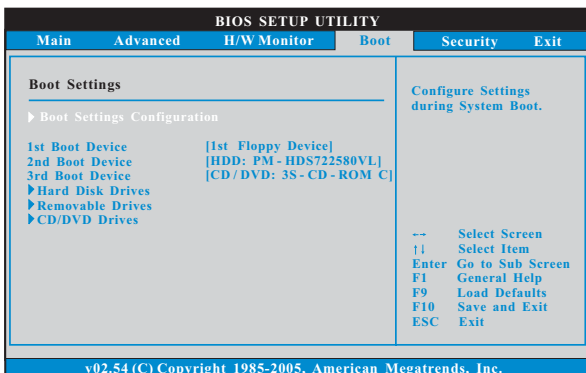 BIOS SETUP UTILITY
Main Advanced H/W Monitor Boot Security Exit
Boot Settings
Boot Settings Configuration
1st Boot Device [1st Floppy Device]
2nd Boot Device [HDD: PM - HDS722580VL]
3rd Boot Device [CD / DVD: 3S - CD - ROM C]
Hard Disk Drives
Removable Drives
CD/DVD Drives
Configure Settings
during System Boot.
←→ Select Screen
↑↓ Select Item
Enter Go to Sub Screen
F1 General Help
F9 Load Defaults
F10 Save and Exit
ESC Exit
v02.54 (C) Copyright 1985-2005, American Megatrends, Inc.